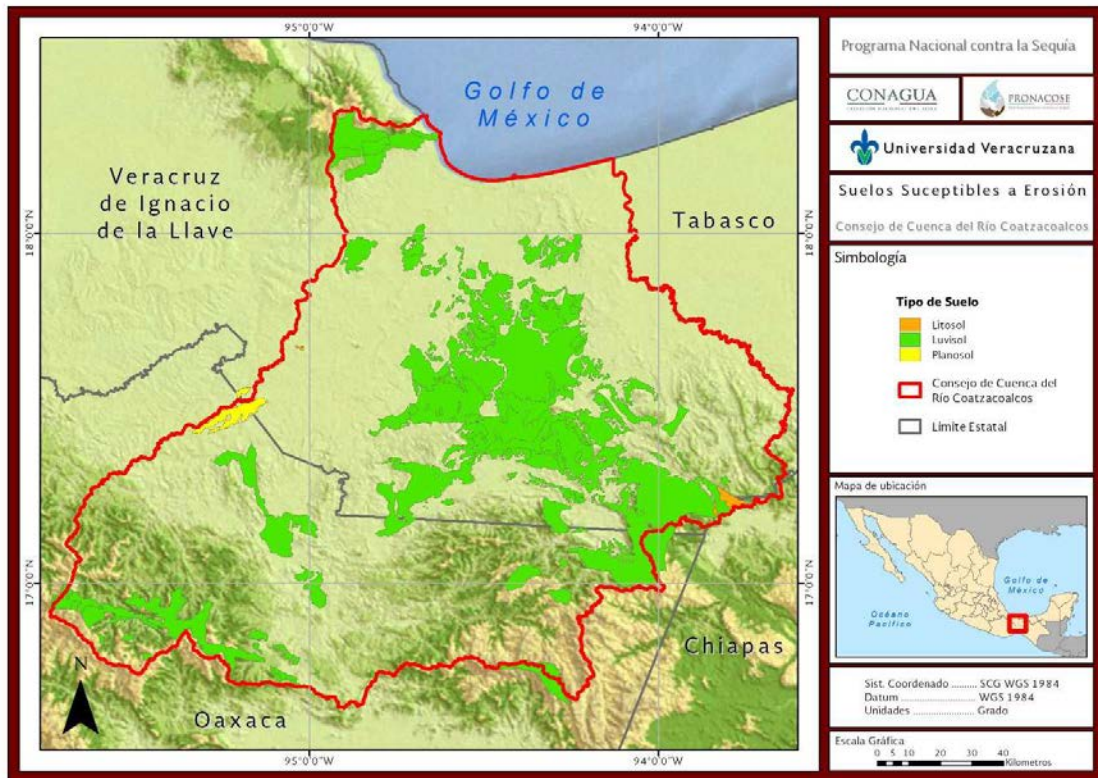 95°0'0"W
94°0'0"W
Golfo de
México
Veracruz
de Ignacio
de la Llave
Tabasco
18°0'0"N
18°0'0"N
17°0'0"N
17°0'0"N
Chiapas
N
Oaxaca
95°0'0"W
94°0'0"W
Programa Nacional contra la Sequía
CONAGUA
PRONACOSE
Universidad Veracruzana
Suelos Suceptibles a Erosión
Consejo de Cuenca del Río Coatzacoalcos
Simbología
Tipo de Suelo
Litosol
Luvisol
Planosol
Consejo de Cuenca del
Río Coatzacoalcos
Límite Estatal
Mapa de ubicación
Golfo de
México
Océano
Pacífico
Sist. Coordenado ......... SCG WGS 1984
Datum ......................... WGS 1984
Unidades ...................... Grado
Escala Gráfica
0 5 10 20 30 40
Kilometros